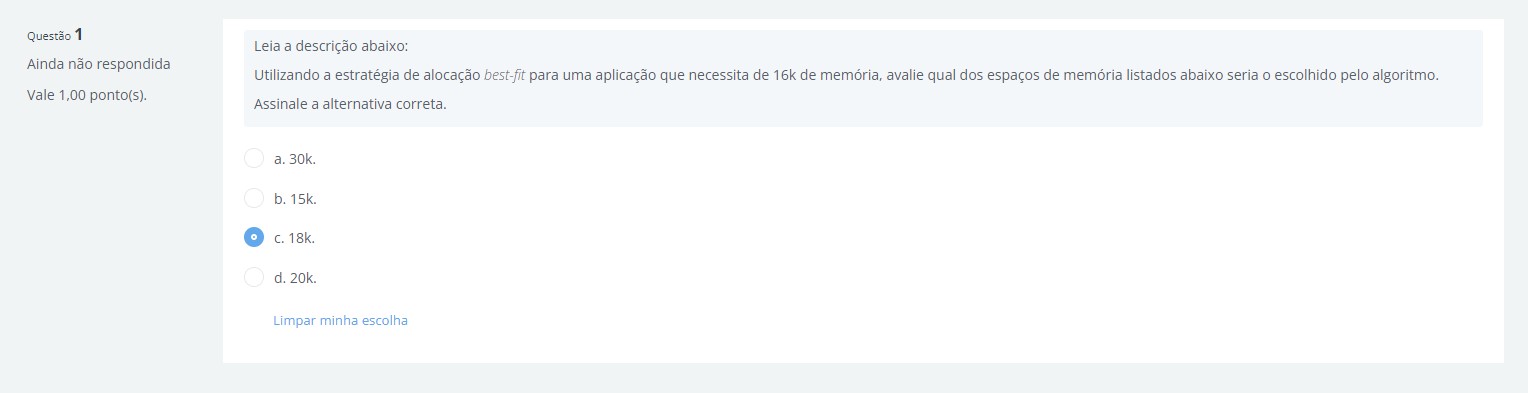 Questão 1
Ainda não respondida
Vale 1,00 ponto(s).
Leia a descrição abaixo:
Utilizando a estratégia de alocação best-fit para uma aplicação que necessita de 16k de memória, avalie qual dos espaços de memória listados abaixo seria o escolhido pelo algoritmo.
Assinale a alternativa correta.
a. 30k.
b. 15k.
c. 18k.
d. 20k.
Limpar minha escolha